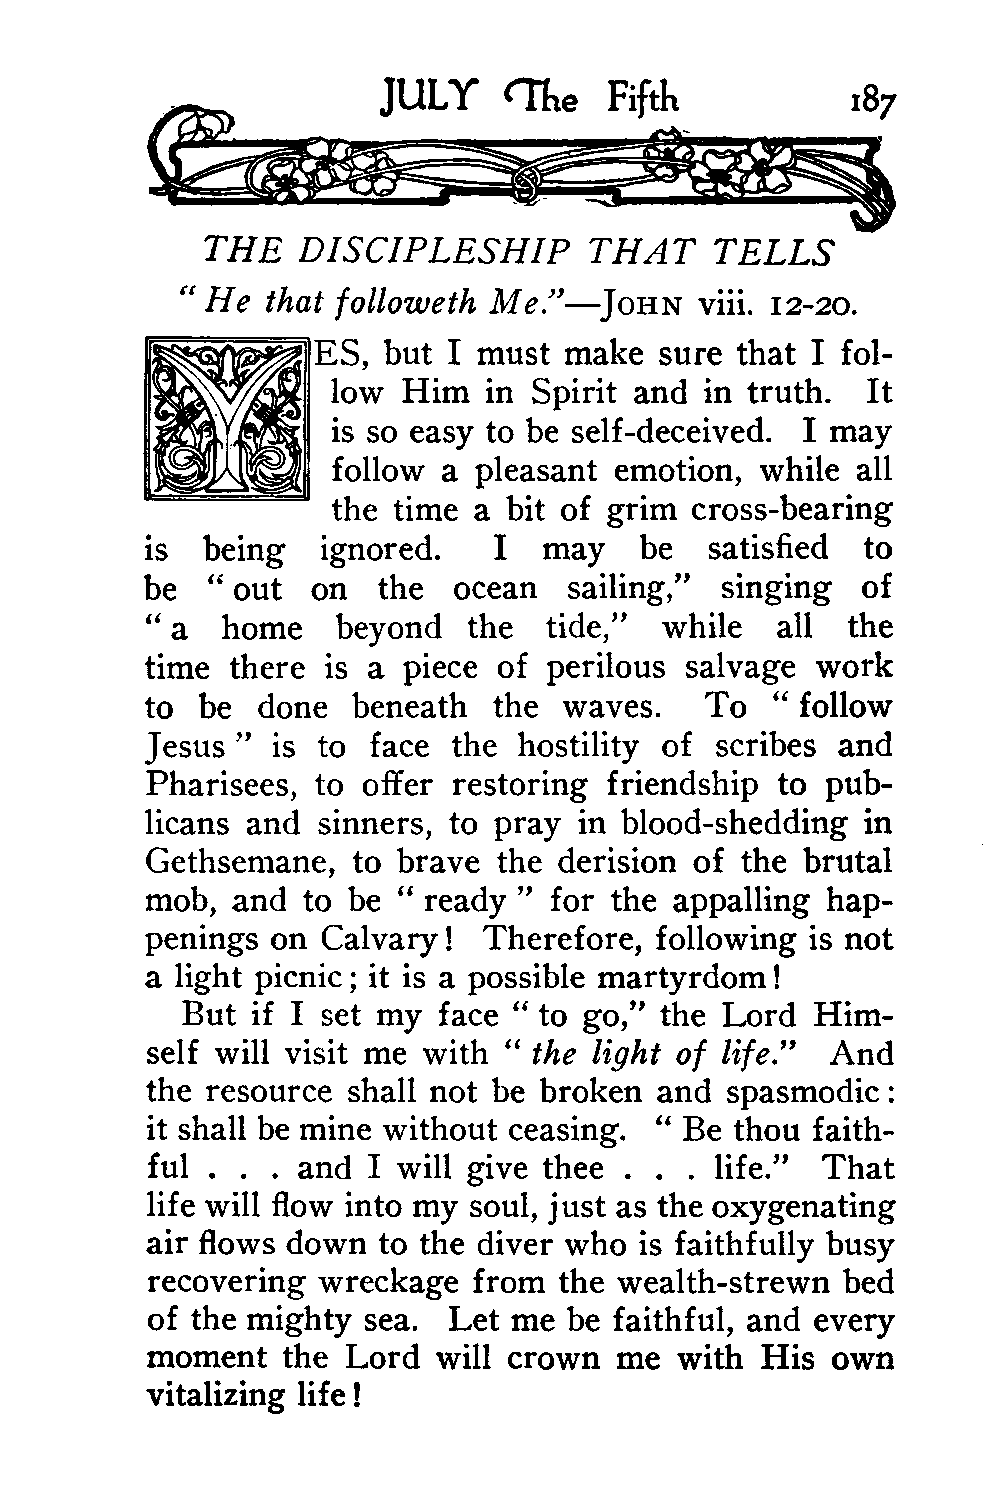 JULY The Fifth 187
THE DISCIPLESHIP THAT TELLS
“ He that followeth Me.”—JOHN viii. 12-20.
YES, but I must make sure that I fol-
low Him in Spirit and in truth. It
is so easy to be self-deceived. I may
follow a pleasant emotion, while all
the time a bit of grim cross-bearing
is being ignored. I may be satisfied to
be “ out on the ocean sailing,” singing of
“ a home beyond the tide,” while all the
time there is a piece of perilous salvage work
to be done beneath the waves. To “ follow
Jesus ” is to face the hostility of scribes and
Pharisees, to offer restoring friendship to pub-
licans and sinners, to pray in blood-shedding in
Gethsemane, to brave the derision of the brutal
mob, and to be “ ready ” for the appalling hap-
penings on Calvary! Therefore, following is not
a light picnic; it is a possible martyrdom!
But if I set my face “ to go,” the Lord Him-
self will visit me with “ the light of life.” And
the resource shall not be broken and spasmodic:
it shall be mine without ceasing. “ Be thou faith-
ful . . . and I will give thee . . . life.” That
life will flow into my soul, just as the oxygenating
air flows down to the diver who is faithfully busy
recovering wreckage from the wealth-strewn bed
of the mighty sea. Let me be faithful, and every
moment the Lord will crown me with His own
vitalizing life!